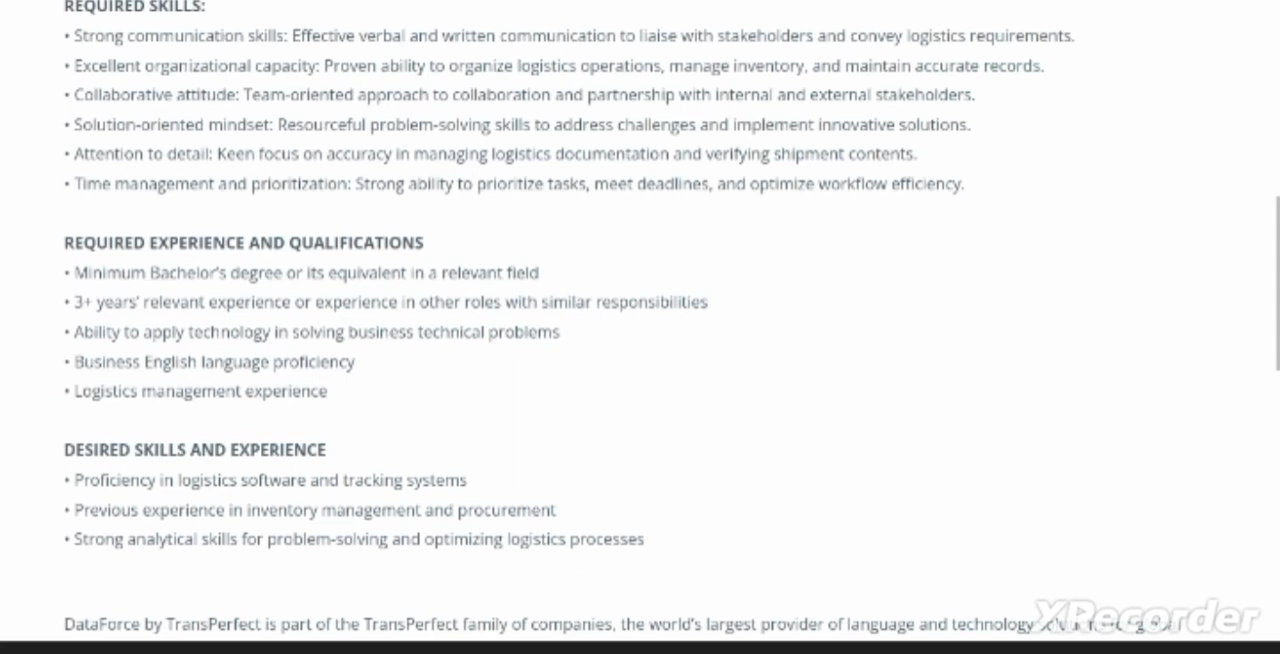 REQUIRED SKILLS:
• Strong communication skills: Effective verbal and written communication to liaise with stakeholders and convey logistics requirements.
• Excellent organizational capacity: Proven ability to organize logistics operations, manage inventory, and maintain accurate records.
• Collaborative attitude: Team-oriented approach to collaboration and partnership with internal and external stakeholders.
• Solution-oriented mindset: Resourceful problem-solving skills to address challenges and implement innovative solutions.
• Attention to detail: Keen focus on accuracy in managing logistics documentation and verifying shipment contents.
• Time management and prioritization: Strong ability to prioritize tasks, meet deadlines, and optimize workflow efficiency.
REQUIRED EXPERIENCE AND QUALIFICATIONS
• Minimum Bachelor's degree or its equivalent in a relevant field
• 3+ years' relevant experience or experience in other roles with similar responsibilities
• Ability to apply technology in solving business technical problems
• Business English language proficiency
• Logistics management experience
DESIRED SKILLS AND EXPERIENCE
• Proficiency in logistics software and tracking systems
• Previous experience in inventory management and procurement
• Strong analytical skills for problem-solving and optimizing logistics processes
DataForce by TransPerfect is part of the TransPerfect family of companies, the world's largest provider of language and technology
XRecorder